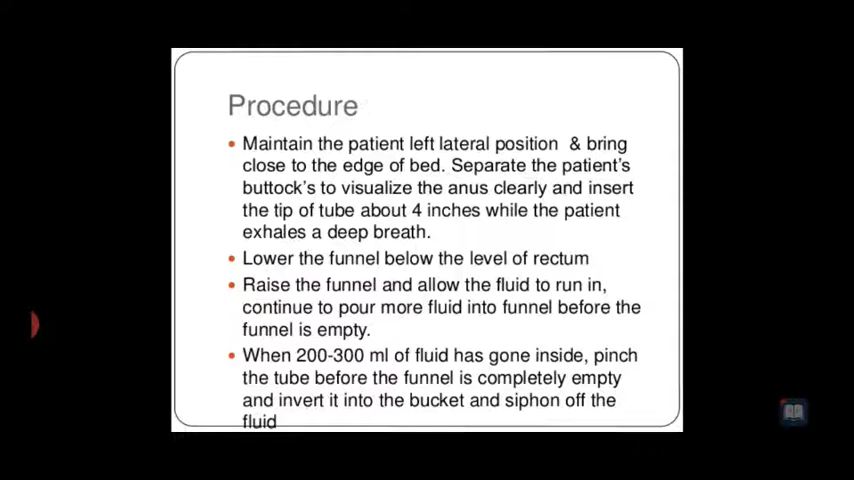 Procedure
Maintain the patient left lateral position & bring
close to the edge of bed. Separate the patient's
buttock's to visualize the anus clearly and insert
the tip of tube about 4 inches while the patient
exhales a deep breath.
Lower the funnel below the level of rectum
Raise the funnel and allow the fluid to run in,
continue to pour more fluid into funnel before the
funnel is empty.
When 200-300 ml of fluid has gone inside, pinch
the tube before the funnel is completely empty
and invert it into the bucket and siphon off the
fluid